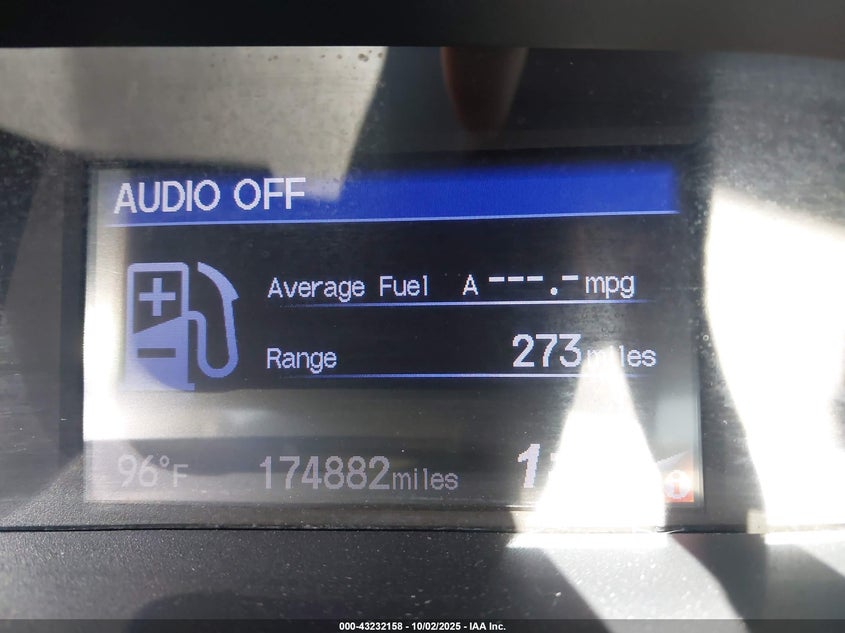 AUDIO OFF
Average Fuel A ---.- mpg
Range 273 miles
96°F 174882 miles
000-43232158 - 10/02/2025 - IAA Inc.